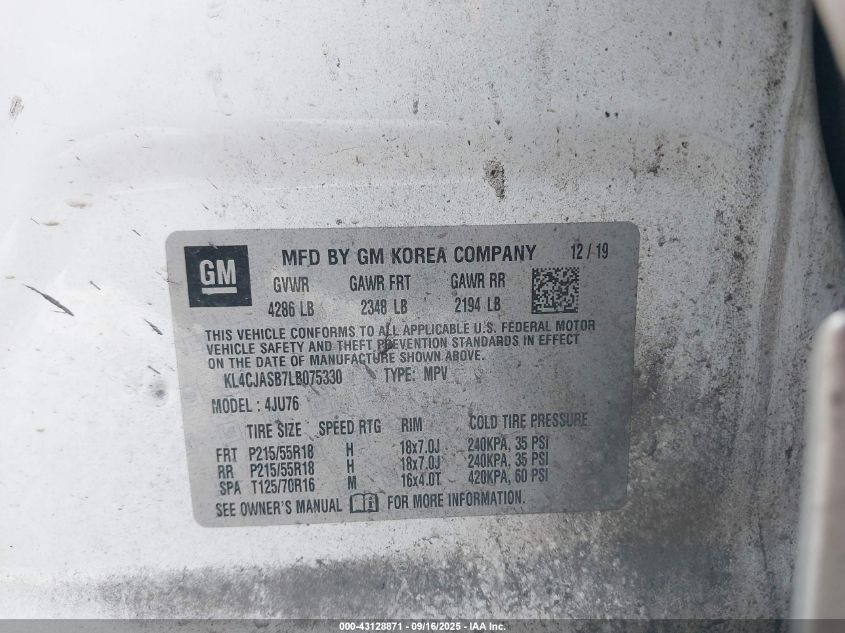 GM
MFD BY GM KOREA COMPANY 12/19
GVWR GAWR FRT GAWR RR
4286 LB 2348 LB 2194 LB
THIS VEHICLE CONFORMS TO ALL APPLICABLE U.S. FEDERAL MOTOR
VEHICLE SAFETY AND THEFT PREVENTION STANDARDS IN EFFECT
ON THE DATE OF MANUFACTURE SHOWN ABOVE.
KL4CJASB7LB075330 TYPE: MPV
MODEL: 4JU76
TIRE SIZE SPEED RTG RIM COLD TIRE PRESSURE
FRT P215/55R18 H 18x7.0J 240KPA, 35 PSI
RR P215/55R18 H 18x7.0J 240KPA, 35 PSI
SPA T125/70R16 M 16x4.0T 420KPA, 60 PSI
SEE OWNER'S MANUAL FOR MORE INFORMATION.
000-43128871 - 09/16/2025 - IAA Inc.